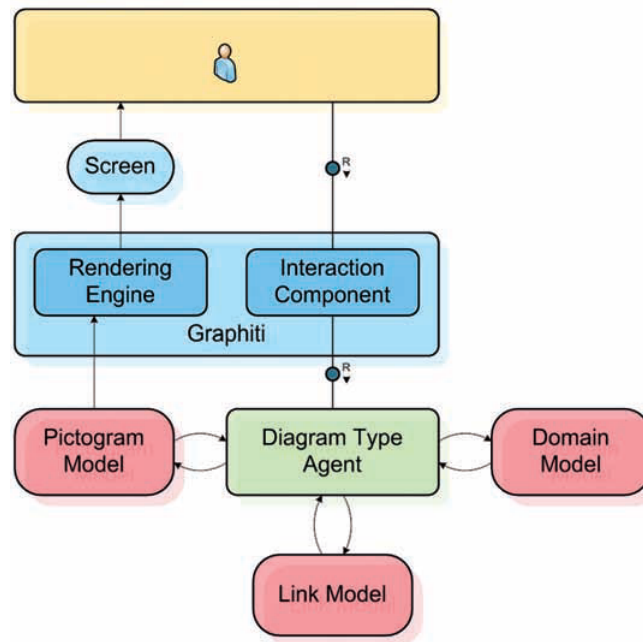 Screen
R
Rendering
Engine
Interaction
Component
Graphiti
R
Pictogram
Model
Diagram Type
Agent
Domain
Model
Link Model